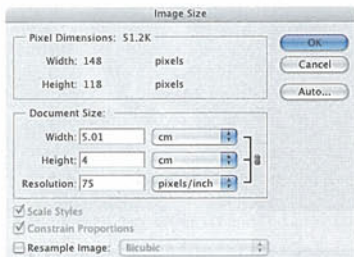 Image Size
Pixel Dimensions: 51.2K
Width: 148 pixels
Height: 118 pixels
Document Size:
Width: 5.01 cm
Height: 4 cm
Resolution: 75 pixels/inch
Scale Styles
Constrain Proportions
Resample Image: Bicubic
OK
Cancel
Auto...